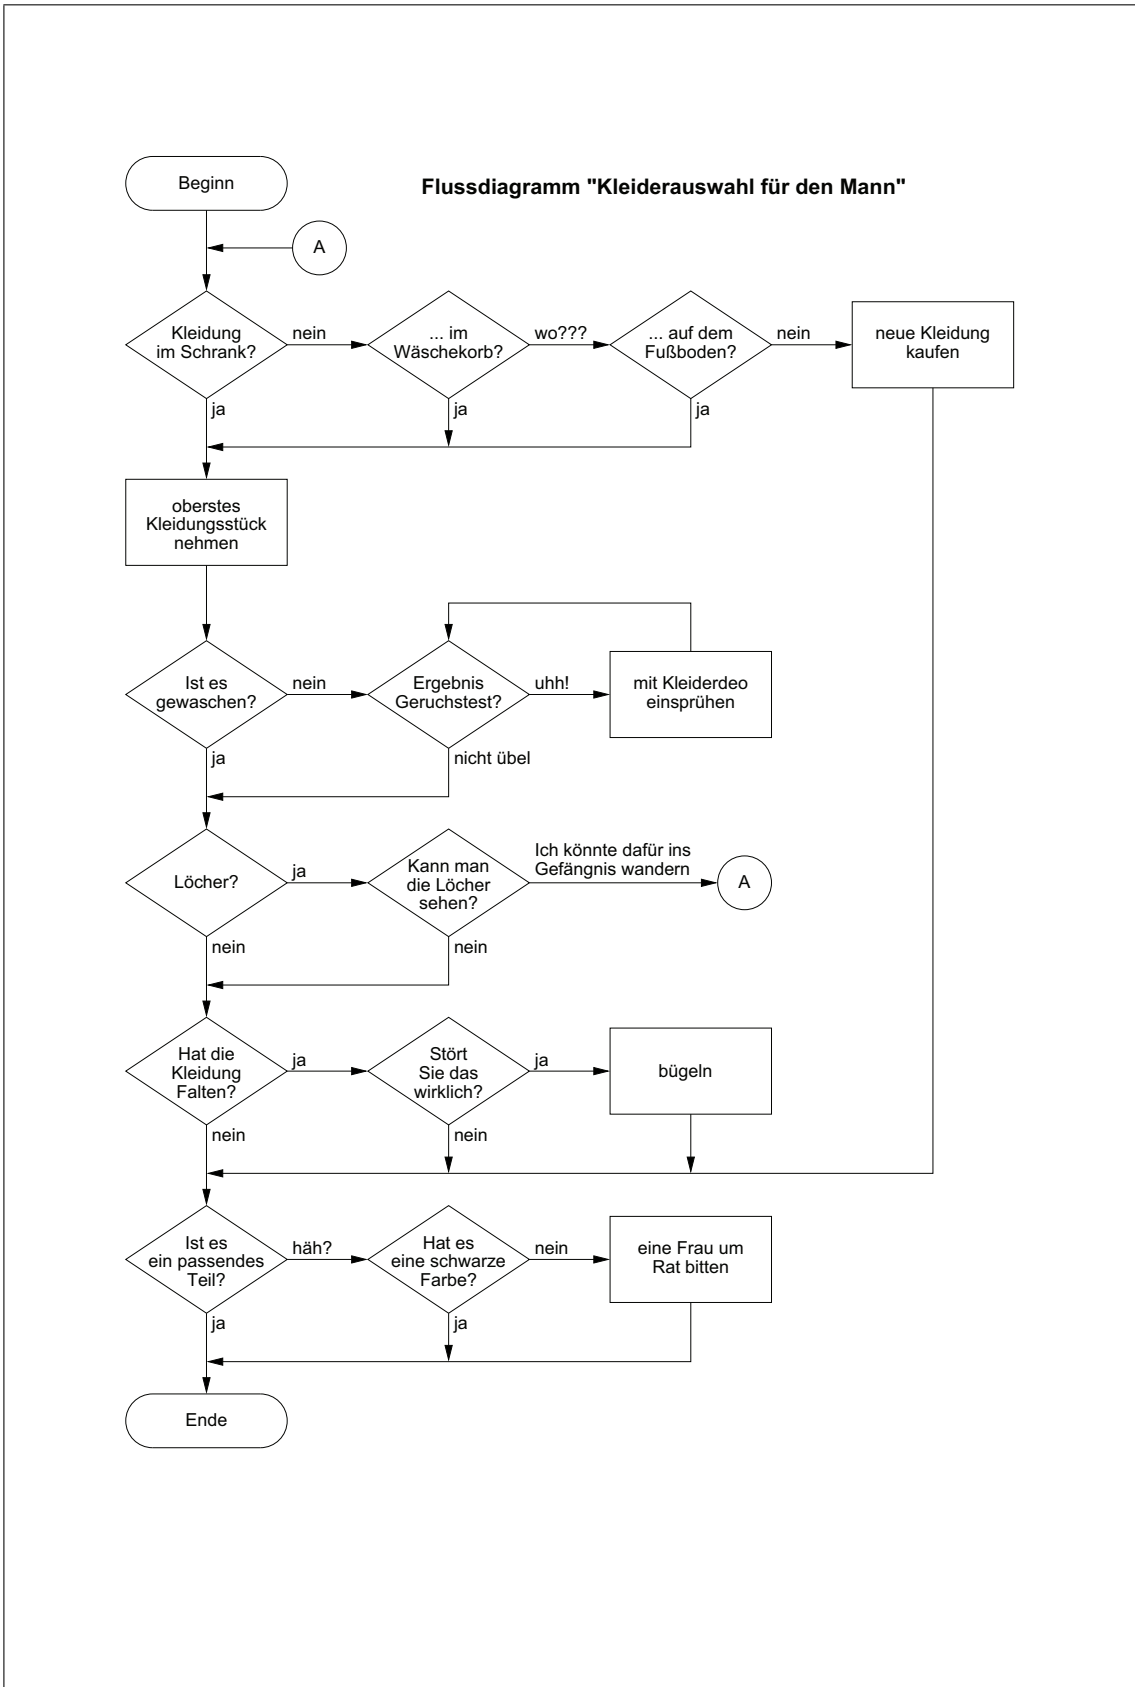 Beginn
Flussdiagramm "Kleiderauswahl für den Mann"
A
Kleidung
im Schrank?
nein
... im
Wäschekorb?
wo???
... auf dem
Fußboden?
nein
neue Kleidung
kaufen
ja
ja
ja
oberstes
Kleidungsstück
nehmen
Ist es
gewaschen?
nein
Ergebnis
Geruchstest?
uhh!
mit Kleiderdeo
einsprühen
ja
nicht übel
Löcher?
ja
Kann man
die Löcher
sehen?
Ich könnte dafür ins
Gefängnis wandern
A
nein
nein
Hat die
Kleidung
Falten?
ja
Stört
Sie das
wirklich?
ja
bügeln
nein
nein
Ist es
ein passendes
Teil?
häh?
Hat es
eine schwarze
Farbe?
nein
eine Frau um
Rat bitten
ja
ja
Ende